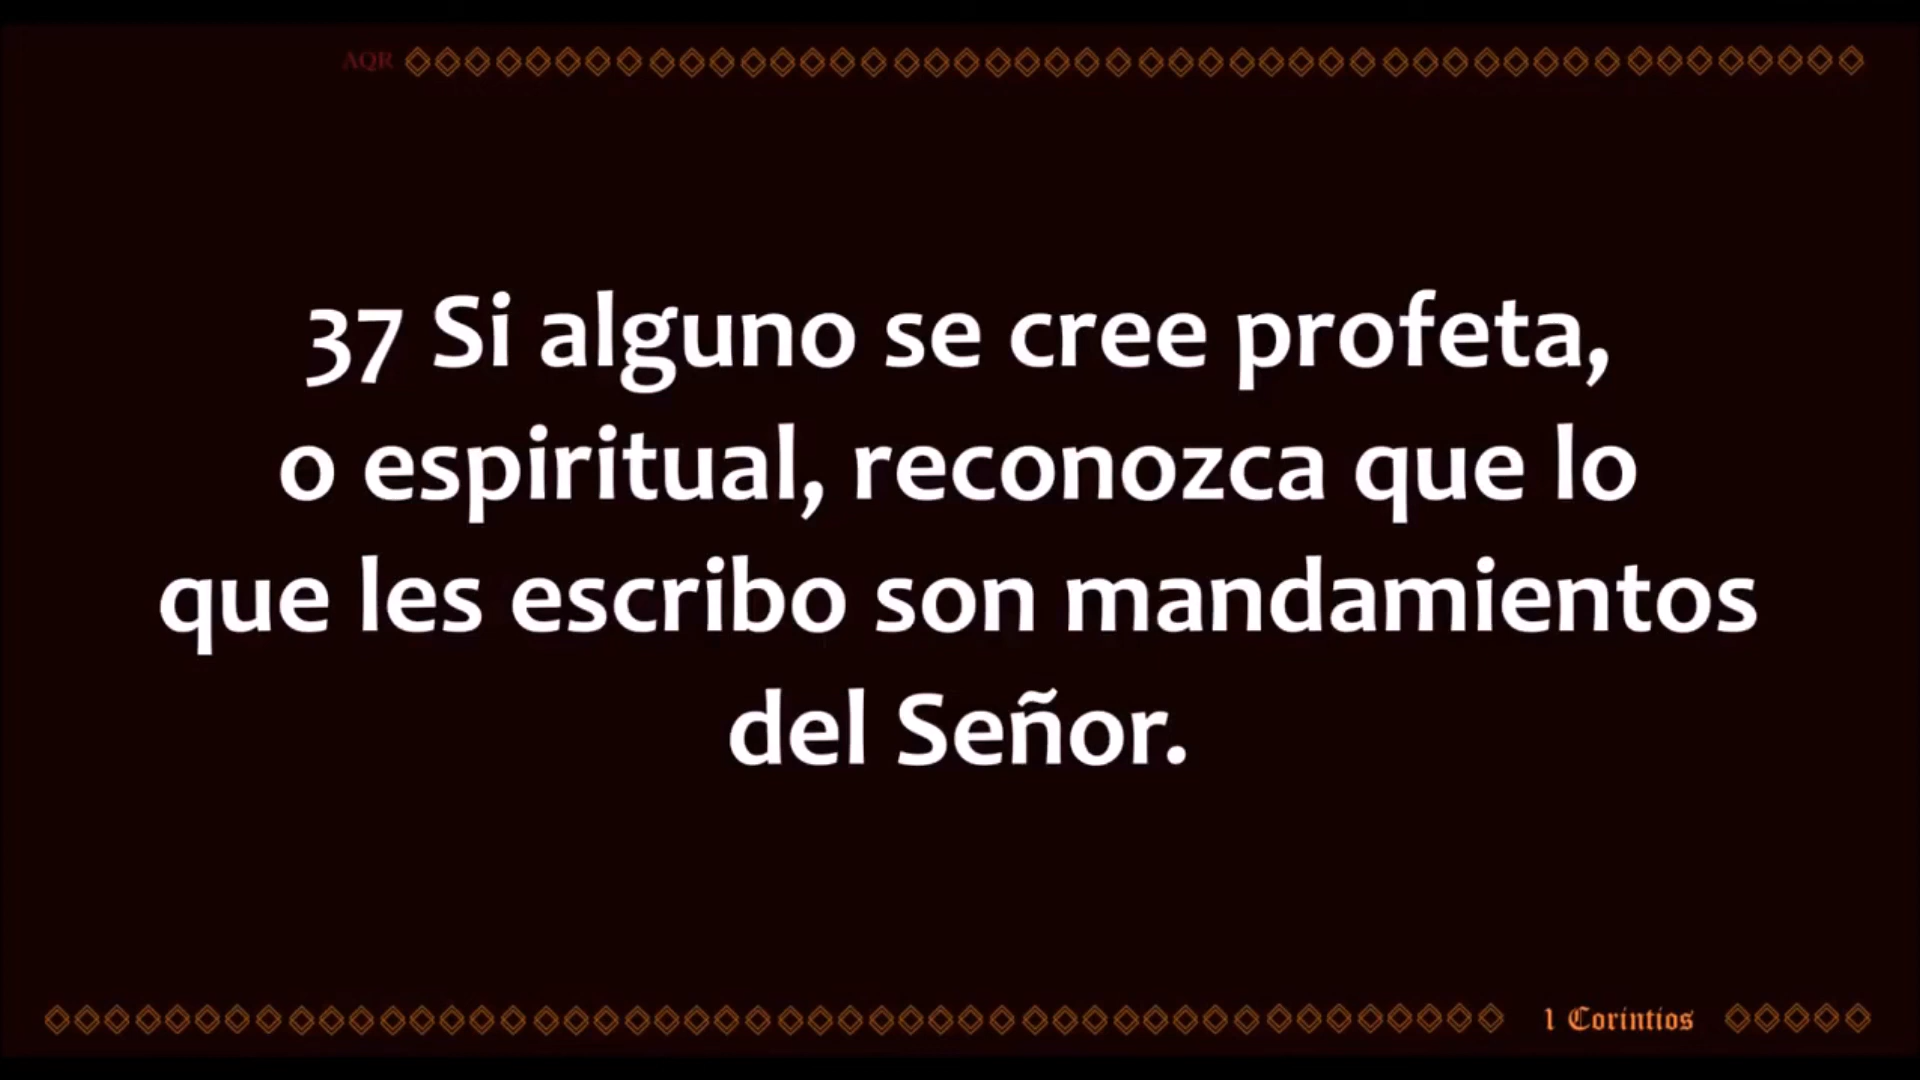 AQR
37 Si alguno se cree profeta,
o espiritual, reconozca que lo
que les escribo son mandamientos
del Señor.
1 Corintios